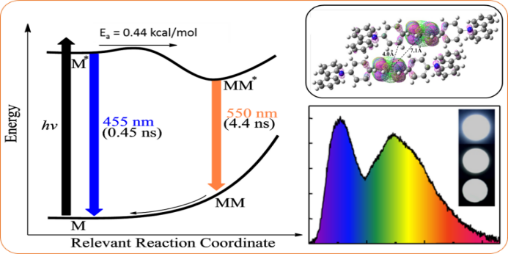 Eₐ = 0.44 kcal/mol
M*
MM*
hν
455 nm
(0.45 ns)
550 nm
(4.4 ns)
MM
M
Energy
Relevant Reaction Coordinate